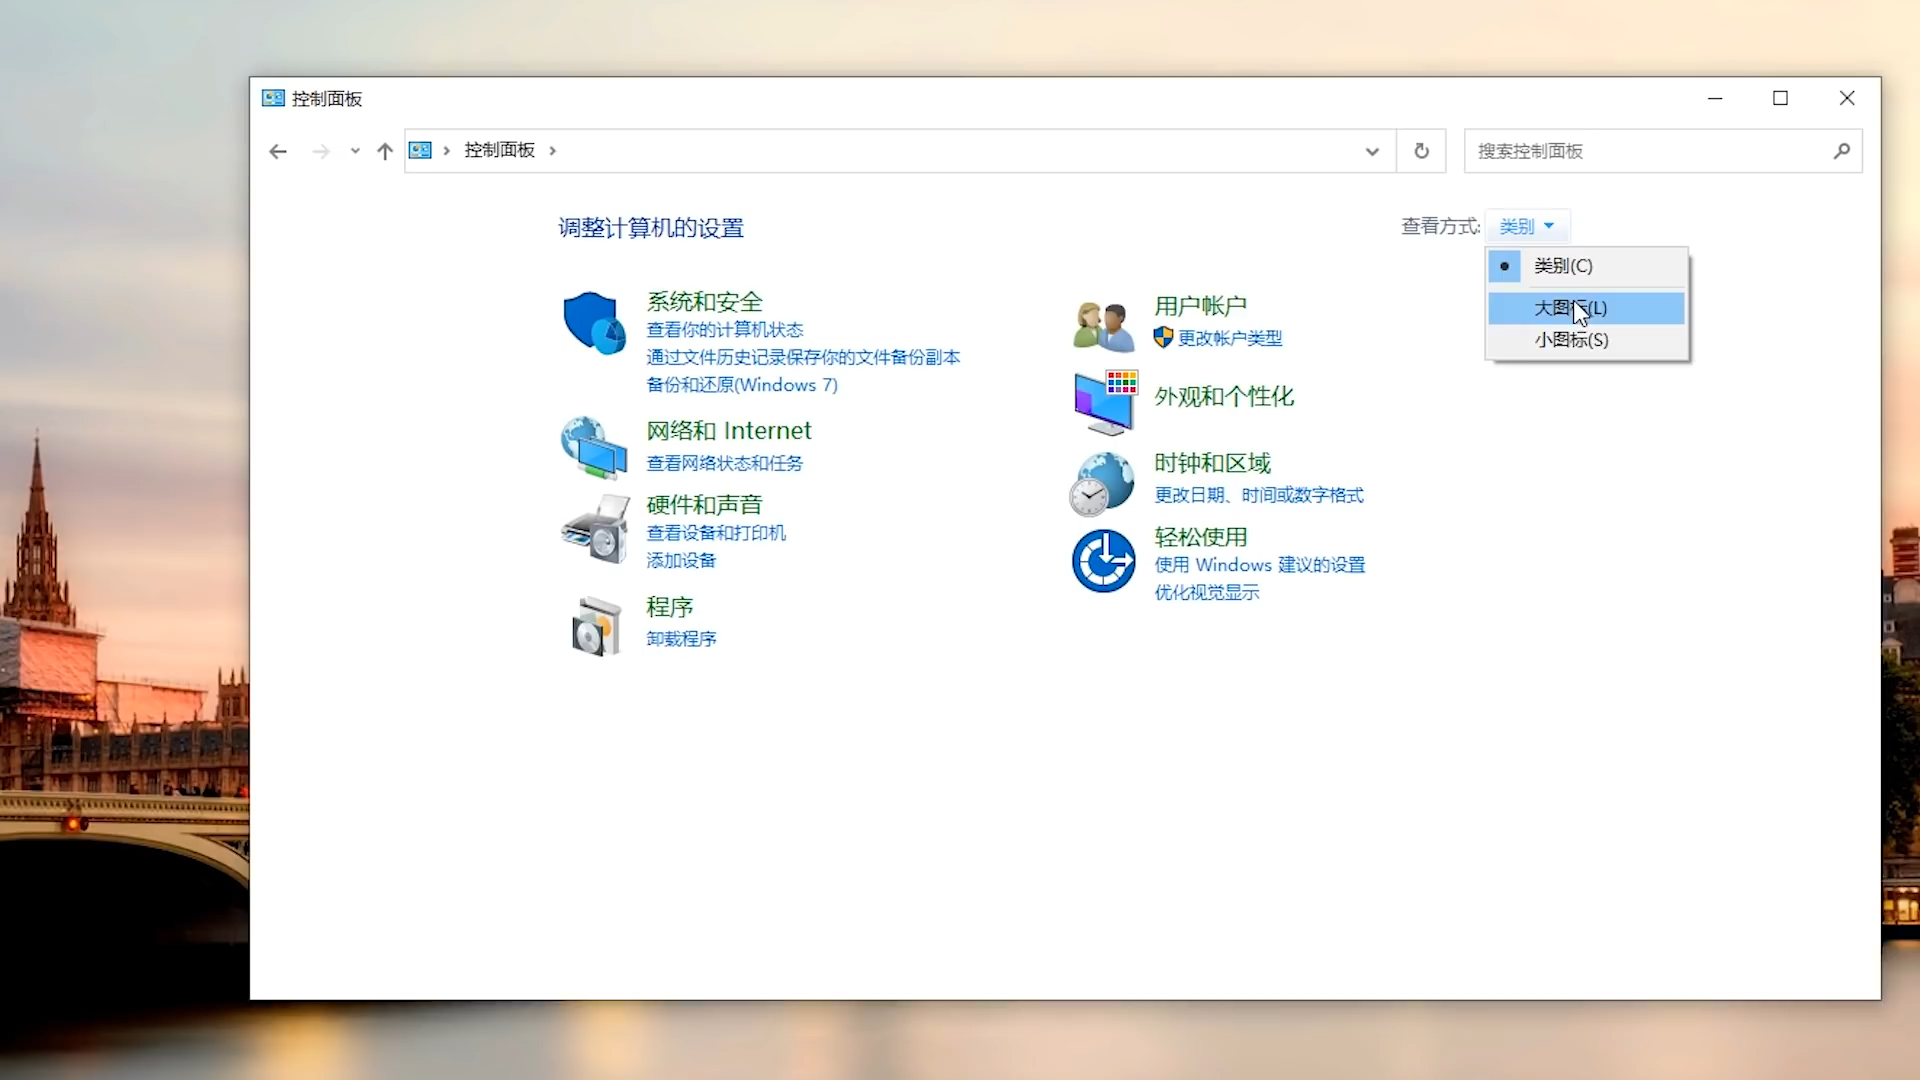 控制面板
控制面板
搜索控制面板
调整计算机的设置
查看方式: 类别
类别(C)
大图标(L)
小图标(S)
系统和安全
查看你的计算机状态
通过文件历史记录保存你的文件备份副本
备份和还原(Windows 7)
网络和 Internet
查看网络状态和任务
硬件和声音
查看设备和打印机
添加设备
程序
卸载程序
用户帐户
更改帐户类型
外观和个性化
时钟和区域
更改日期、时间或数字格式
轻松使用
使用 Windows 建议的设置
优化视觉显示